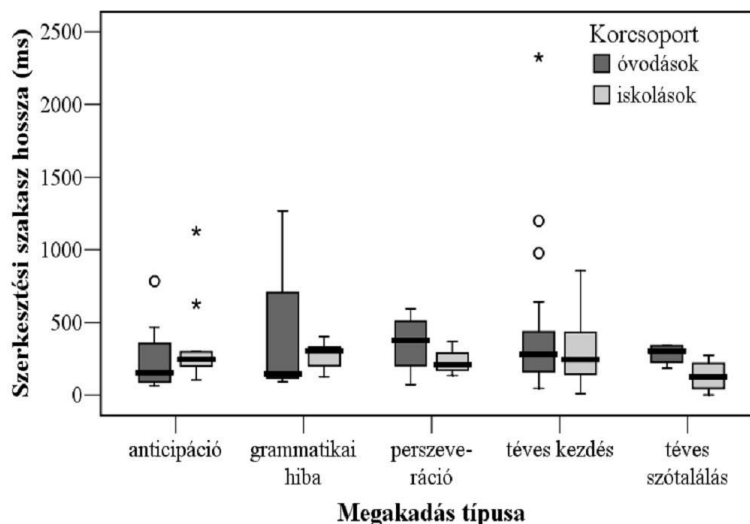 Szerkesztési szakasz hossza (ms)
2500
2000
1500
1000
500
0
Korcsoport
óvodások
iskolások
anticipáció
grammatikai
hiba
perszeve-
ráció
téves kezdés
téves
szótalálás
Megakadás típusa